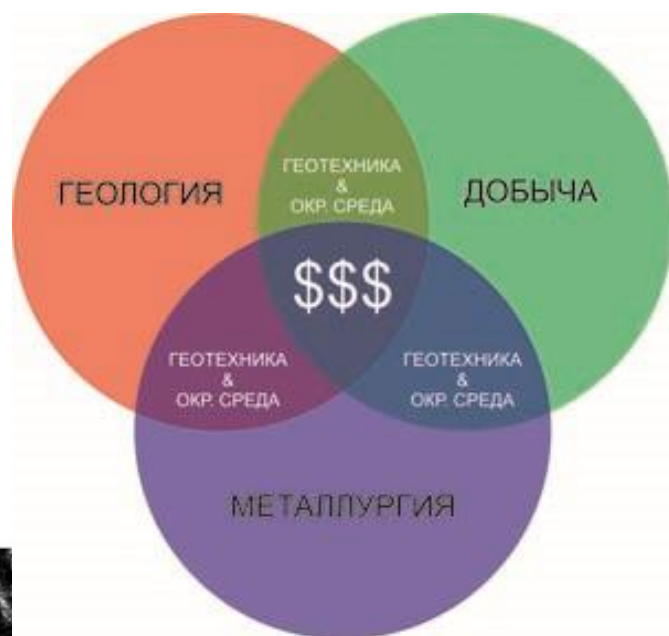 ГЕОТЕХНИКА
&
ОКР. СРЕДА
ГЕОЛОГИЯ
ДОБЫЧА
$$$
ГЕОТЕХНИКА
&
ОКР. СРЕДА
ГЕОТЕХНИКА
&
ОКР. СРЕДА
МЕТАЛЛУРГИЯ